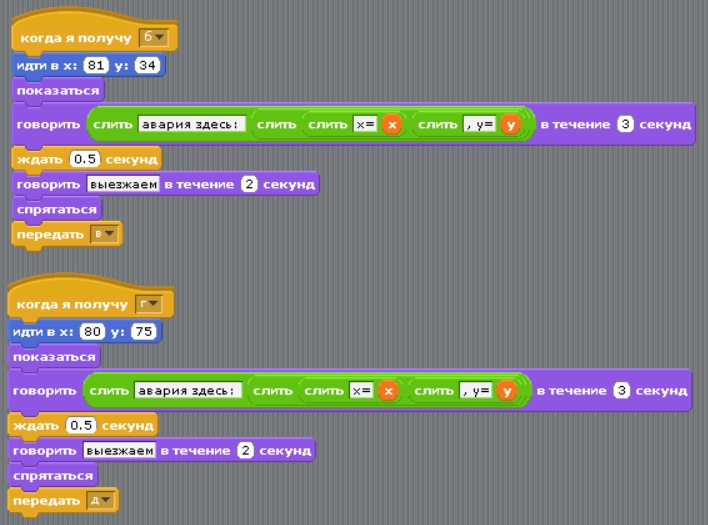 когда я получу б
идти в x: 81 y: 34
показаться
говорить слить авария здесь: слить слить x= x слить , y= y в течение 3 секунд
ждать 0.5 секунд
говорить выезжаем в течение 2 секунд
спрятаться
передать в
когда я получу г
идти в x: 80 y: 75
показаться
говорить слить авария здесь: слить слить x= x слить , y= y в течение 3 секунд
ждать 0.5 секунд
говорить выезжаем в течение 2 секунд
спрятаться
передать д